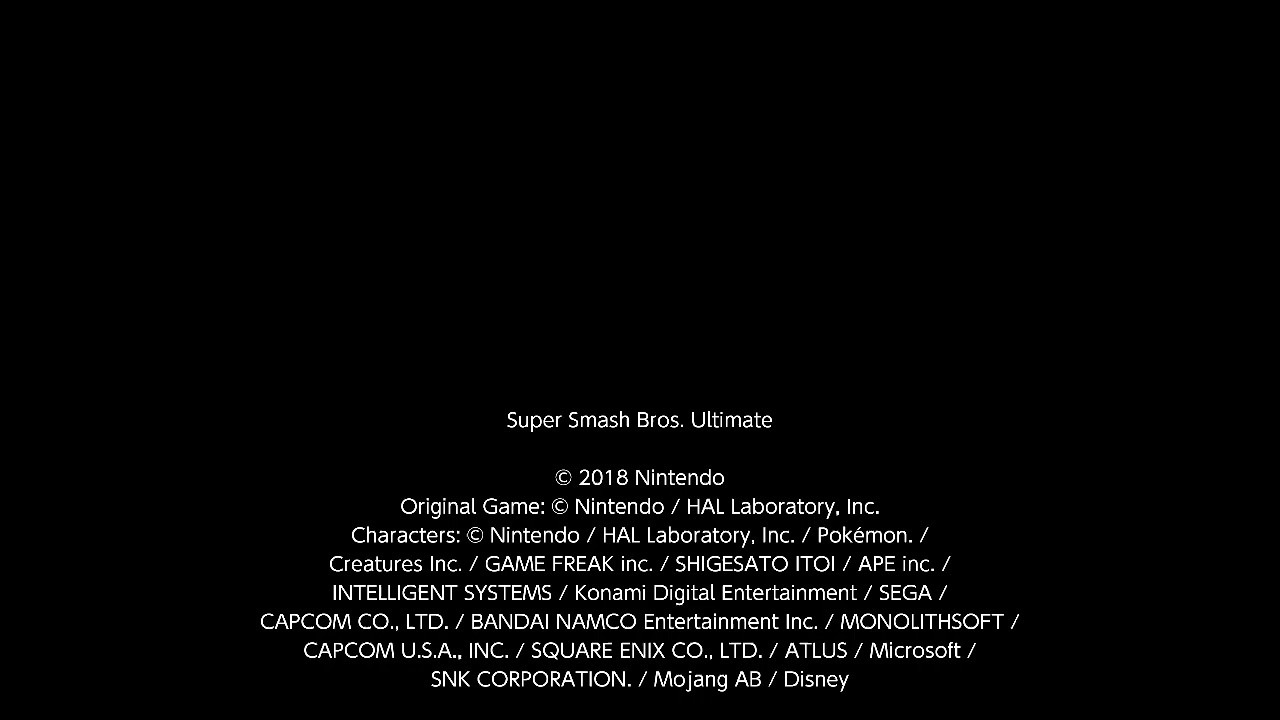 Super Smash Bros. Ultimate
© 2018 Nintendo
Original Game: © Nintendo / HAL Laboratory, Inc.
Characters: © Nintendo / HAL Laboratory, Inc. / Pokémon. /
Creatures Inc. / GAME FREAK inc. / SHIGESATO ITOI / APE inc. /
INTELLIGENT SYSTEMS / Konami Digital Entertainment / SEGA /
CAPCOM CO., LTD. / BANDAI NAMCO Entertainment Inc. / MONOLITHSOFT /
CAPCOM U.S.A., INC. / SQUARE ENIX CO., LTD. / ATLUS / Microsoft /
SNK CORPORATION. / Mojang AB / Disney